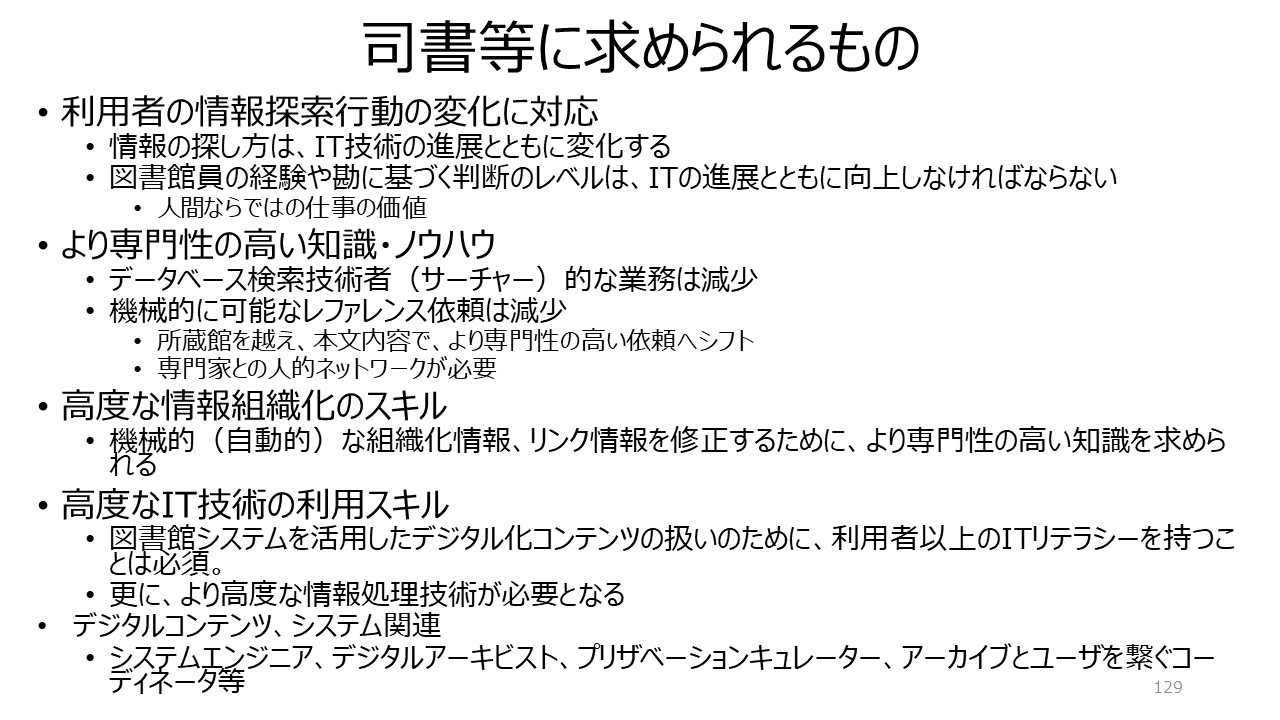 司書等に求められるもの
• 利用者の情報探索行動の変化に対応
• 情報の探し方は、IT技術の進展とともに変化する
• 図書館員の経験や勘に基づく判断のレベルは、ITの進展とともに向上しなければならない
• 人間ならではの仕事の価値
• より専門性の高い知識・ノウハウ
• データベース検索技術者（サーチャー）的な業務は減少
• 機械的に可能なレファレンス依頼は減少
• 所蔵館を越え、本文内容で、より専門性の高い依頼へシフト
• 専門家との人的ネットワークが必要
• 高度な情報組織化のスキル
• 機械的（自動的）な組織化情報、リンク情報を修正するために、より専門性の高い知識を求めら
れる
• 高度なIT技術の利用スキル
• 図書館システムを活用したデジタル化コンテンツの扱いのために、利用者以上のITリテラシーを持つこ
とは必須。
• 更に、より高度な情報処理技術が必要となる
• デジタルコンテンツ、システム関連
• システムエンジニア、デジタルアーキビスト、プリザベーションキュレーター、アーカイブとユーザを繋ぐコー
ディネータ等
129